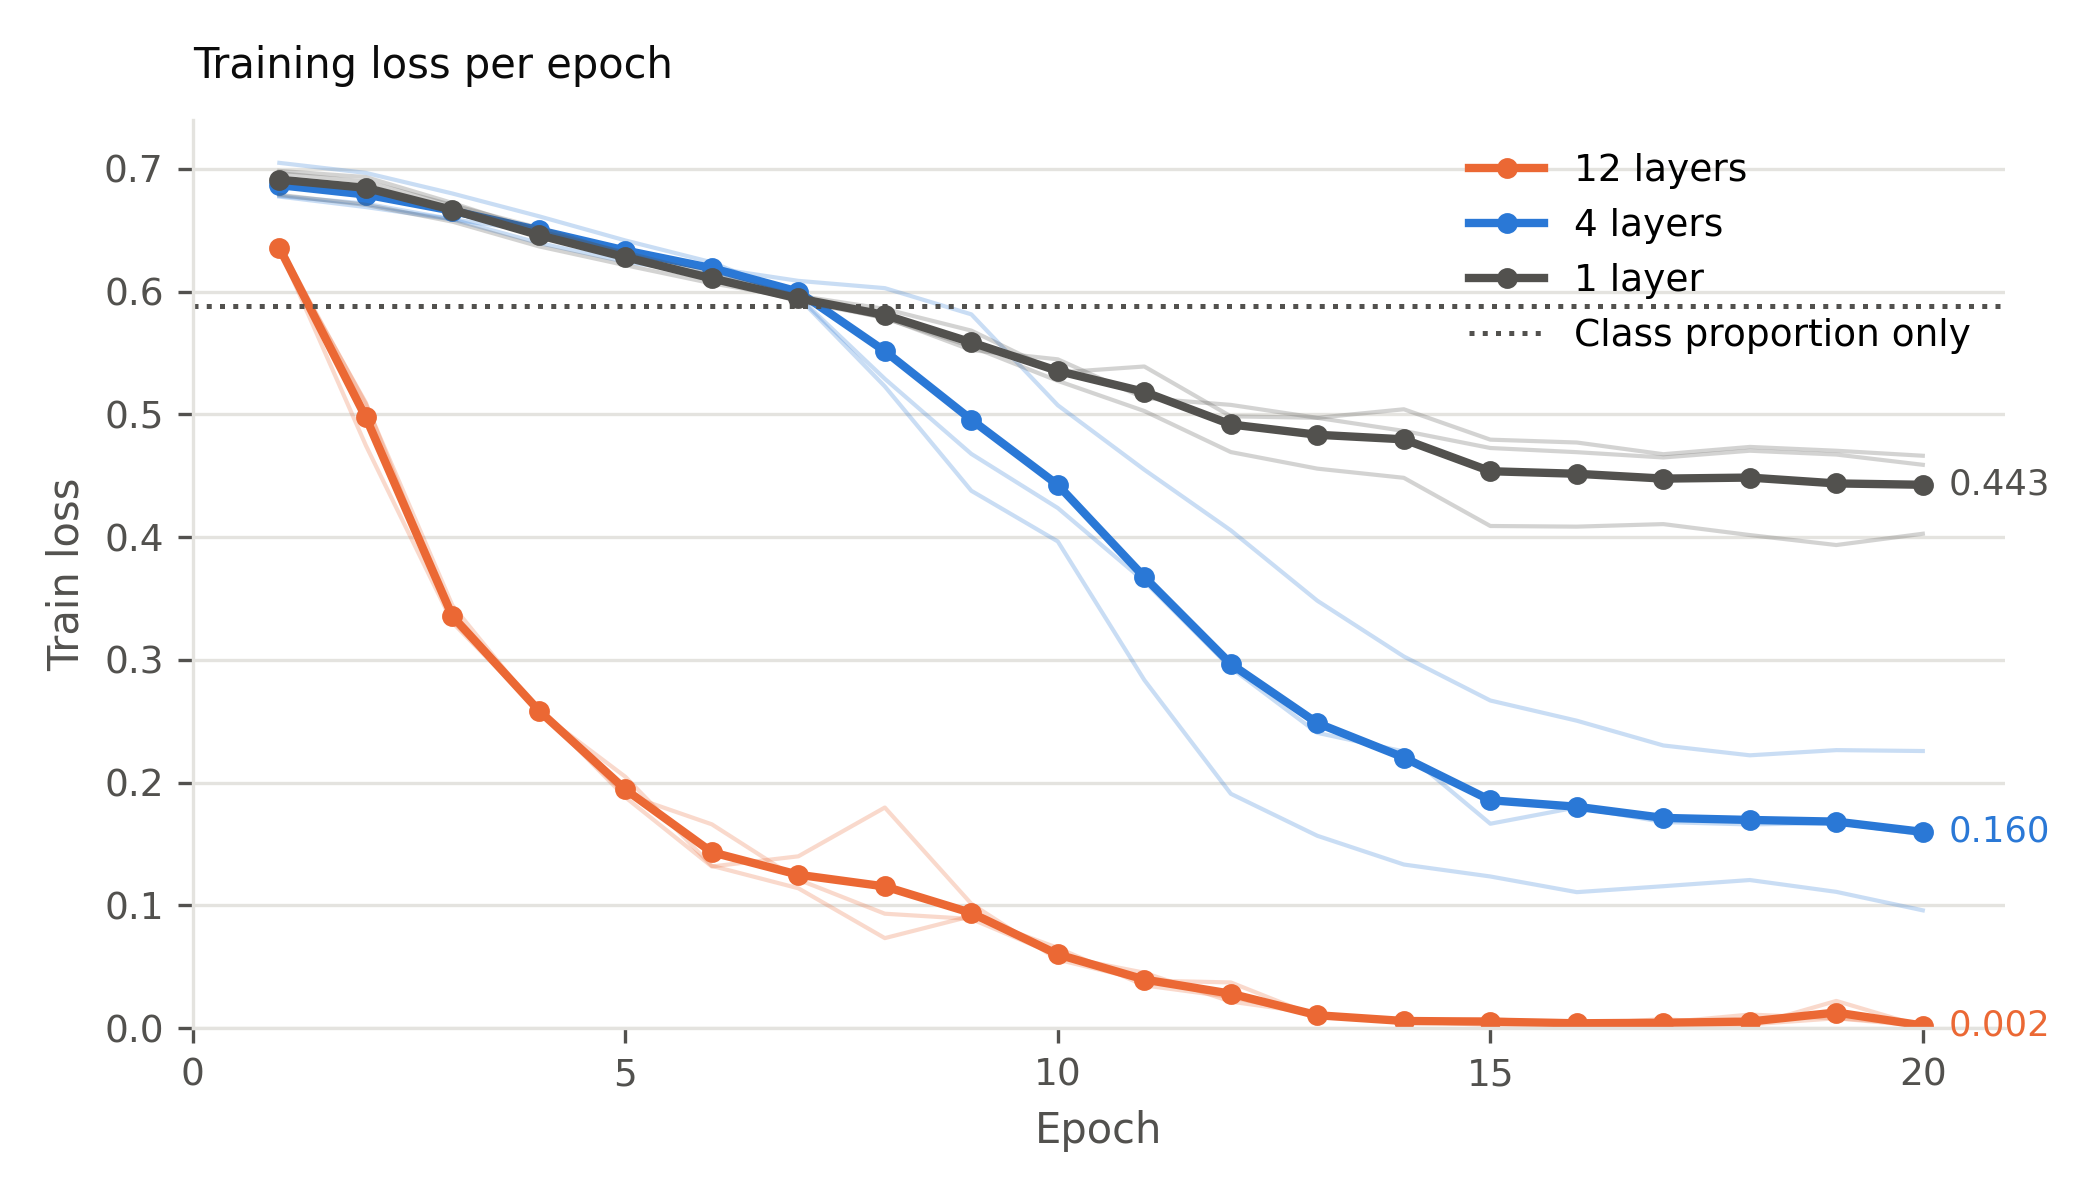 Training loss per epoch
12 layers
4 layers
1 layer
Class proportion only
Train loss
0.7
0.6
0.5
0.4
0.3
0.2
0.1
0.0
0.443
0.160
0.002
0
5
10
15
20
Epoch